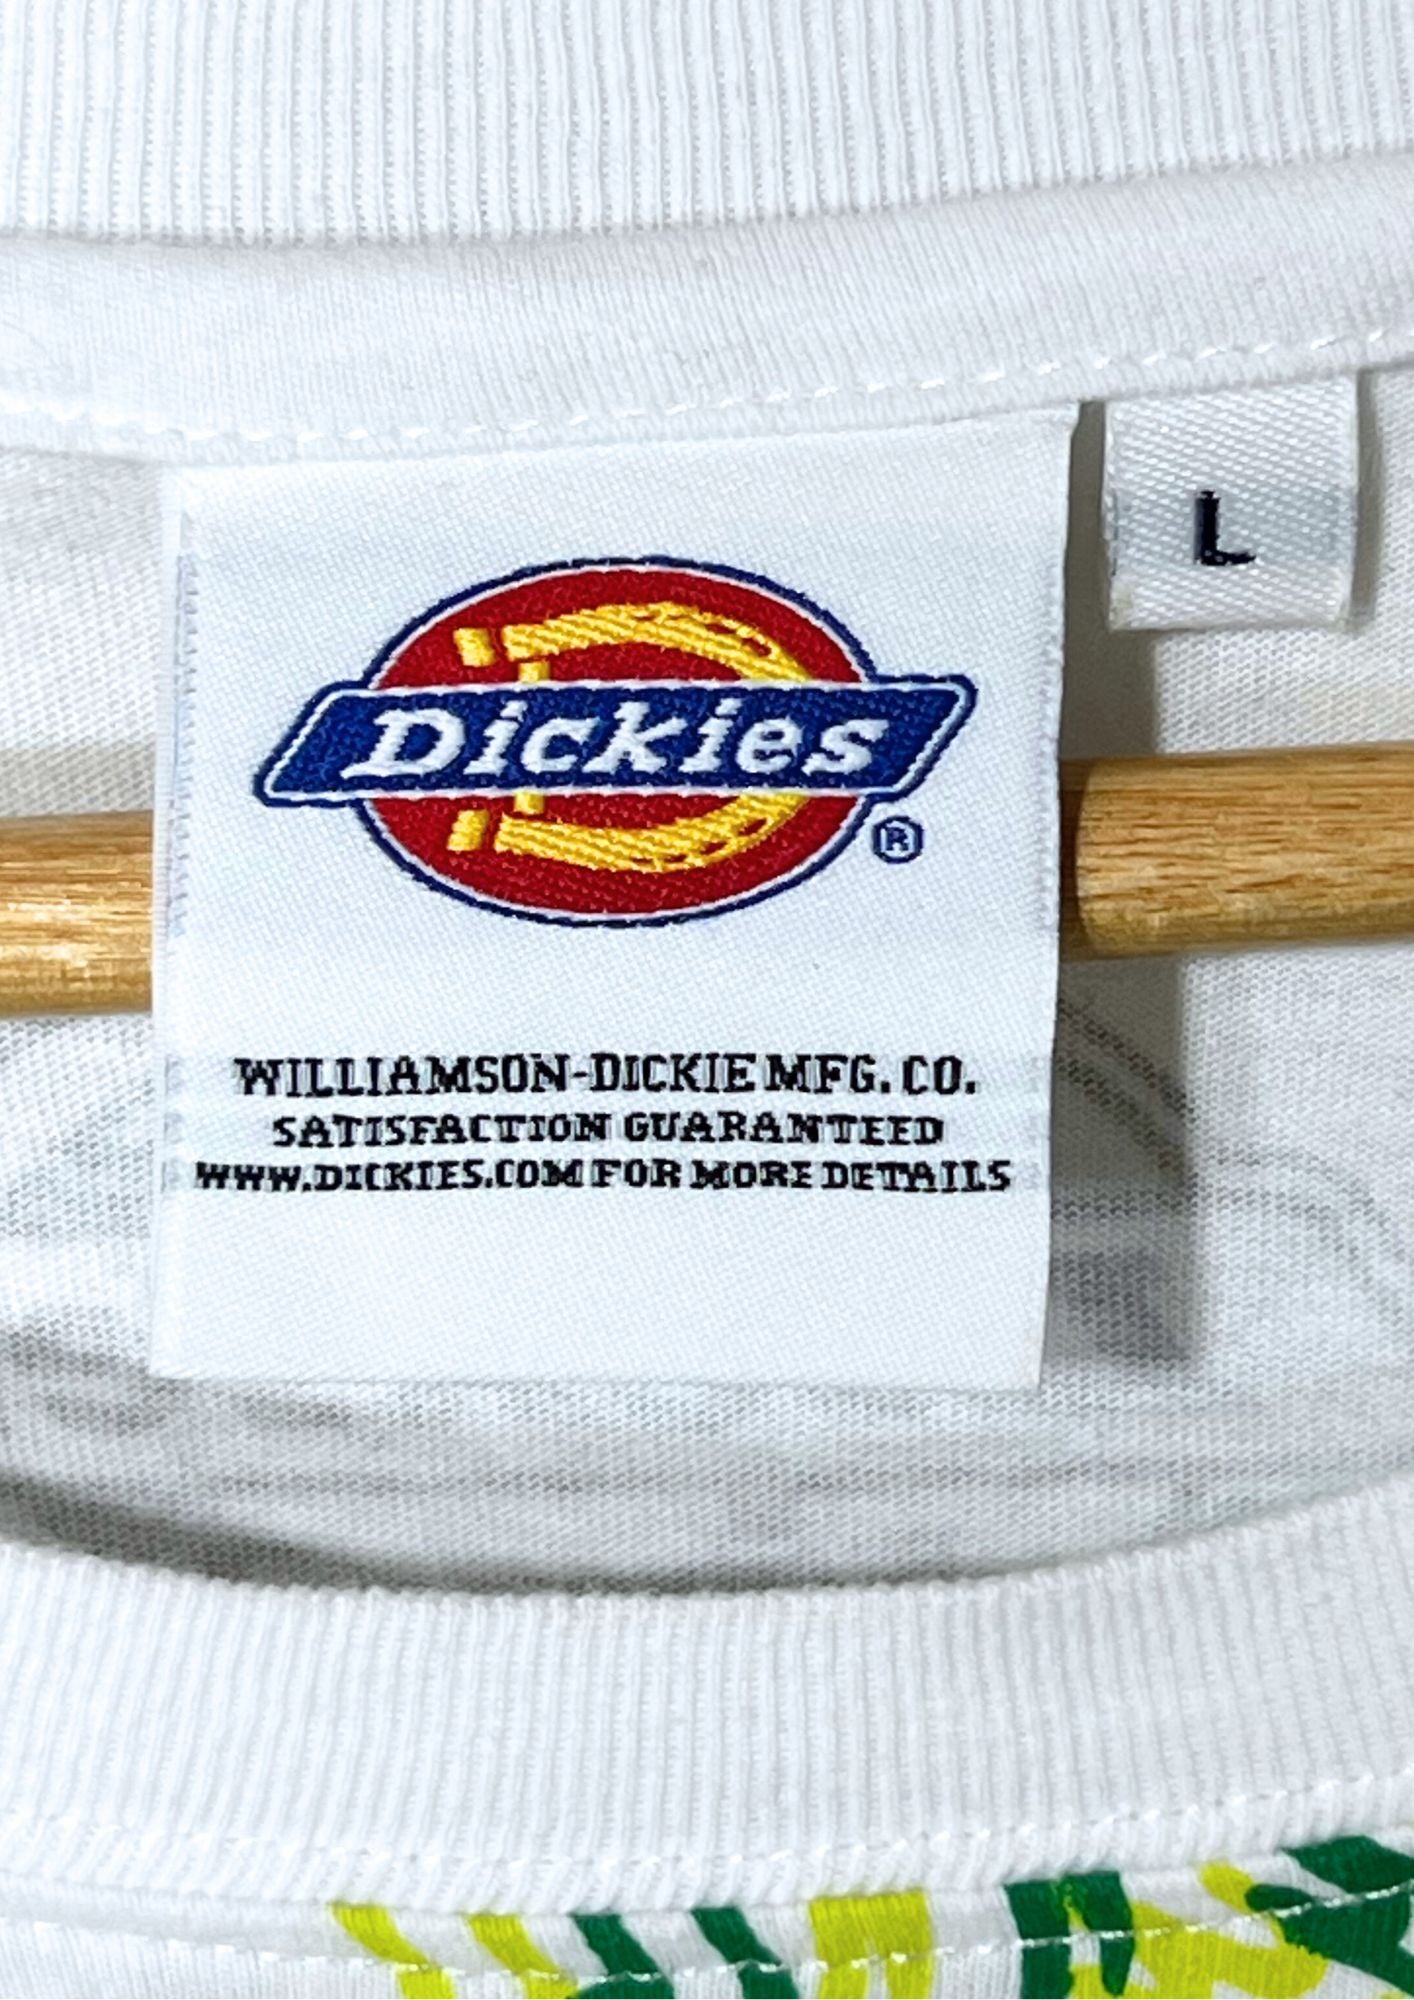 L
Dickies
®
WILLIAMSON-DICKIE MFG. CO.
SATISFACTION GUARANTEED
WWW.DICKIES.COM FOR MORE DETAILS